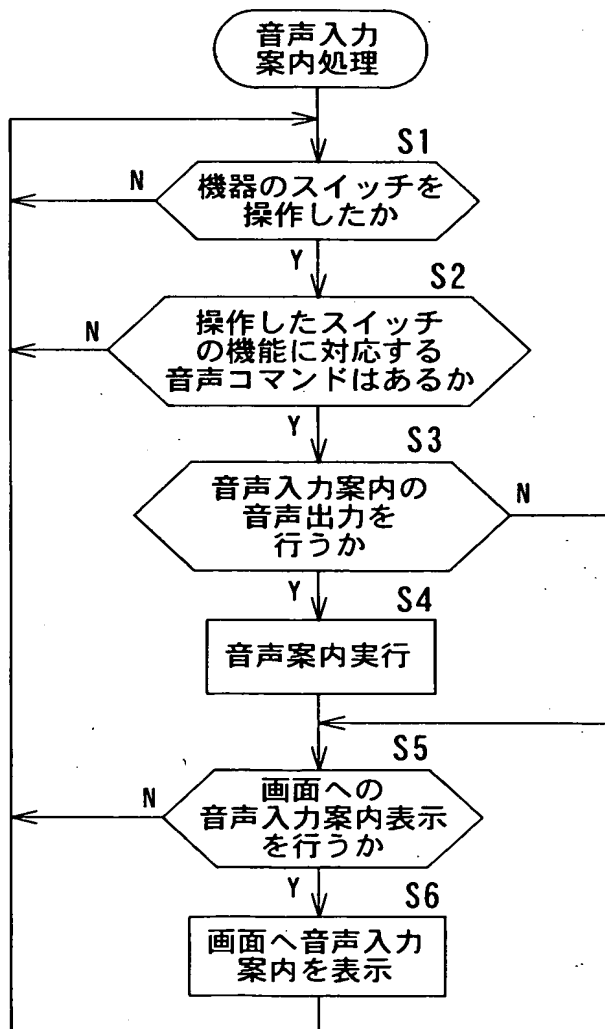 音声入力
案内処理
S1
N
機器のスイッチを
操作したか
Y
S2
N
操作したスイッチ
の機能に対応する
音声コマンドはあるか
Y
S3
音声入力案内の
音声出力を
行うか
N
Y
S4
音声案内実行
S5
N
画面への
音声入力案内表示
を行うか
Y
S6
画面へ音声入力
案内を表示